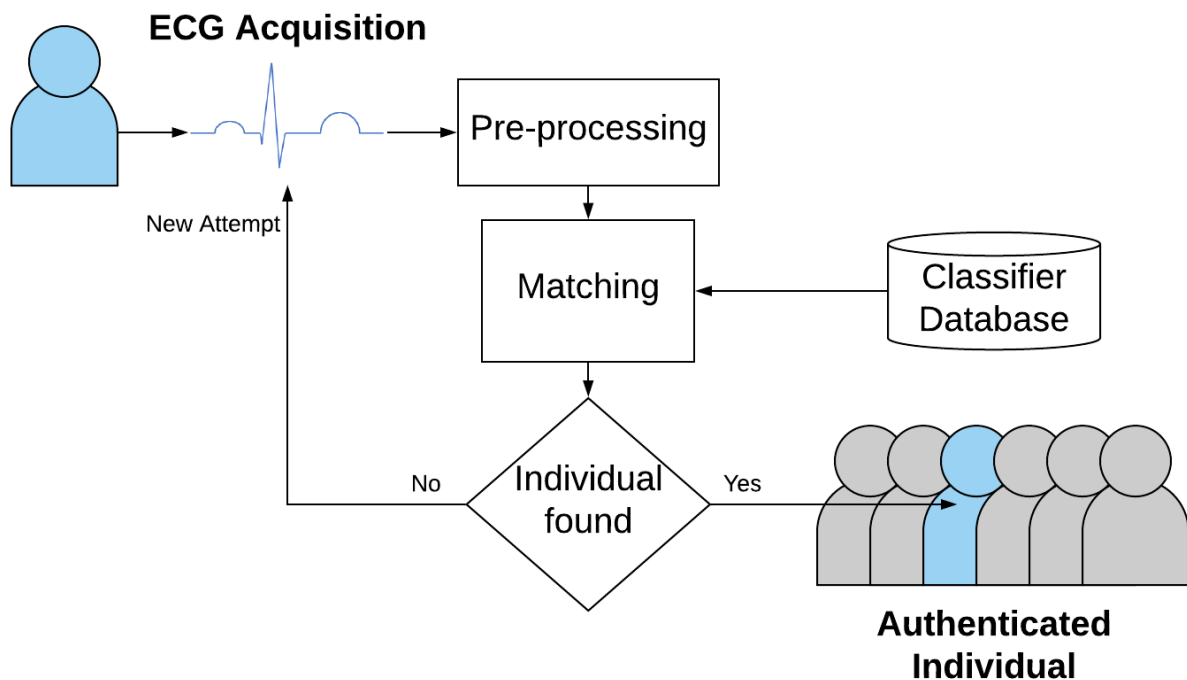 ECG Acquisition
Pre-processing
New Attempt
Matching
Classifier
Database
No
Individual
found
Yes
Authenticated
Individual